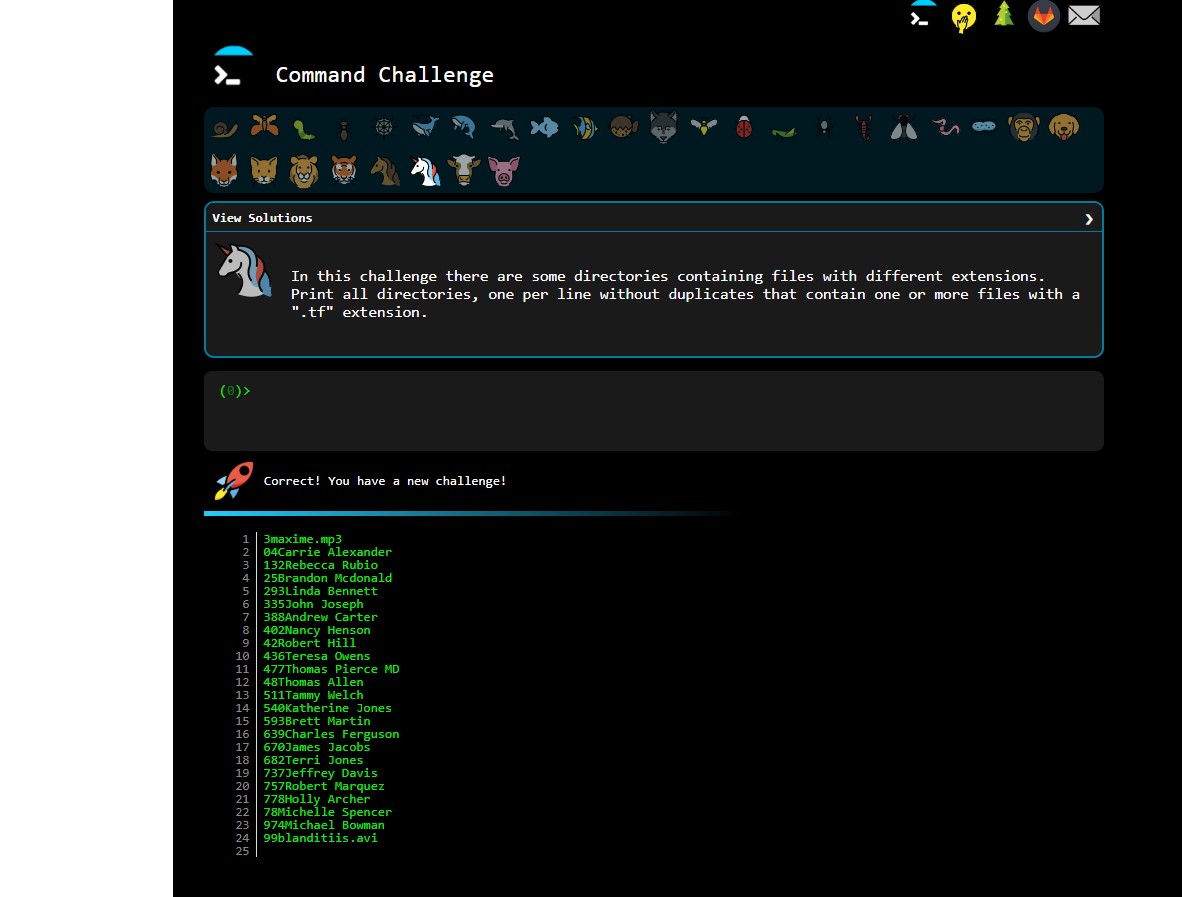 Command Challenge
View Solutions ❯
In this challenge there are some directories containing files with different extensions.
Print all directories, one per line without duplicates that contain one or more files with a
".tf" extension.
(0)>
Correct! You have a new challenge!
1 3maxime.mp3
2 04Carrie Alexander
3 132Rebecca Rubio
4 25Brandon Mcdonald
5 293Linda Bennett
6 335John Joseph
7 388Andrew Carter
8 402Nancy Henson
9 42Robert Hill
10 436Teresa Owens
11 477Thomas Pierce MD
12 48Thomas Allen
13 511Tammy Welch
14 540Katherine Jones
15 593Brett Martin
16 639Charles Ferguson
17 670James Jacobs
18 682Terri Jones
19 737Jeffrey Davis
20 757Robert Marquez
21 778Holly Archer
22 78Michelle Spencer
23 974Michael Bowman
24 99blanditiis.avi
25